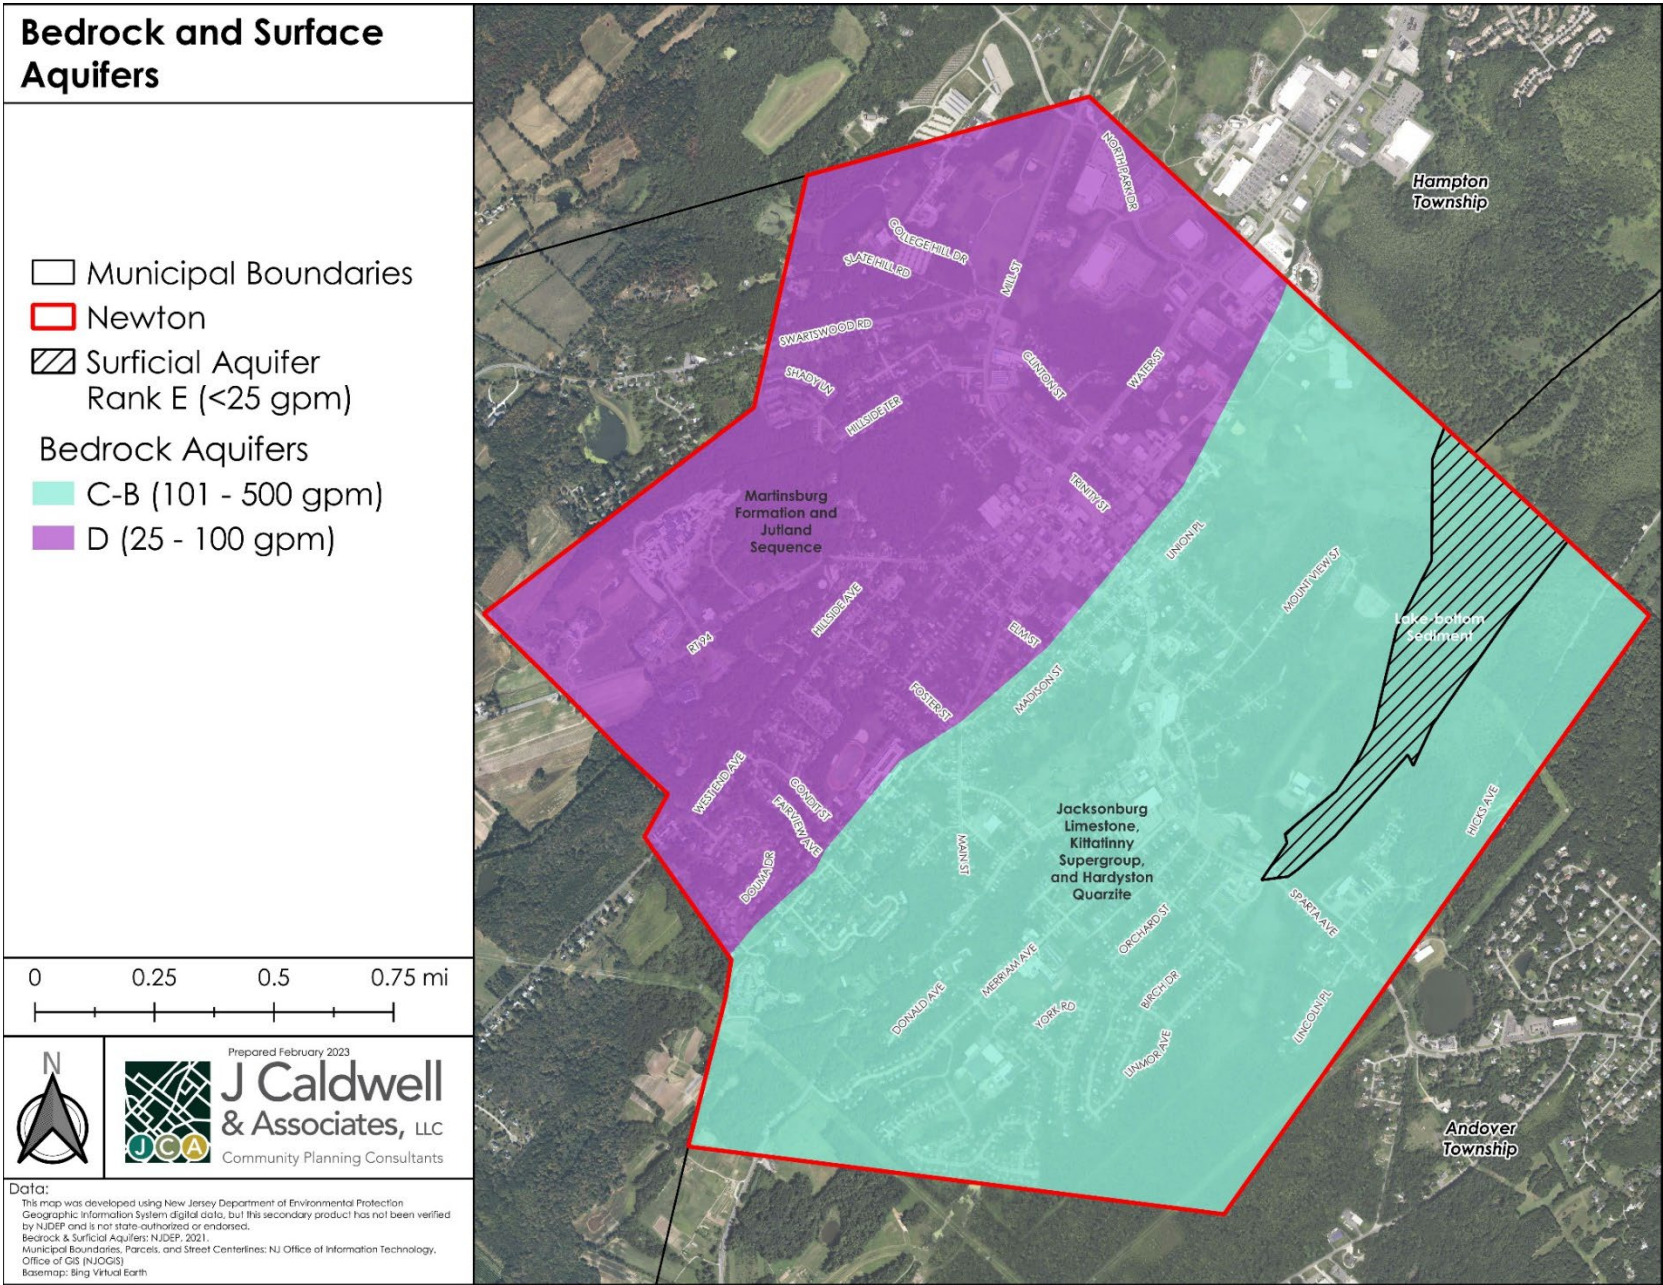 Bedrock and Surface
Aquifers
Municipal Boundaries
Newton
Surficial Aquifer
Rank E (<25 gpm)
Bedrock Aquifers
C-B (101 - 500 gpm)
D (25 - 100 gpm)
0 0.25 0.5 0.75 mi
N
Prepared February 2023
J Caldwell
& Associates, LLC
JCA
Community Planning Consultants
Data:
This map was developed using New Jersey Department of Environmental Protection
Geographic Information System digital data, but this secondary product has not been verified
by NJDEP and is not state-authorized or endorsed.
Bedrock & Surficial Aquifers: NJDEP, 2021.
Municipal Boundaries, Parcels, and Street Centerlines: NJ Office of Information Technology,
Office of GIS (NJOGIS)
Basemap: Bing Virtual Earth
NORTH PARK DR
Hampton
Township
COLLEGE HILL DR
SLATE HILL RD
MILL ST
SWARTSWOOD RD
SHADY LN
CLINTON ST
WATER ST
HILLSIDE TER
Martinsburg
Formation and
Jutland
Sequence
TRINITY ST
UNION PL
MOUNT VIEW ST
HILLSIDE AVE
RT 94
ELM ST
Lake-bottom
Sediment
FOSTER ST
MADISON ST
WEST END AVE
CONDIT ST
FAIRVIEW AVE
DOUMA DR
MAIN ST
Jacksonburg
Limestone,
Kittatinny
Supergroup,
and Hardyston
Quarzite
HICKS AVE
SPARTA AVE
ORCHARD ST
MERRIAM AVE
DONALD AVE
YORK RD
BIRCH DR
LINMOR AVE
LINCOLN PL
Andover
Township